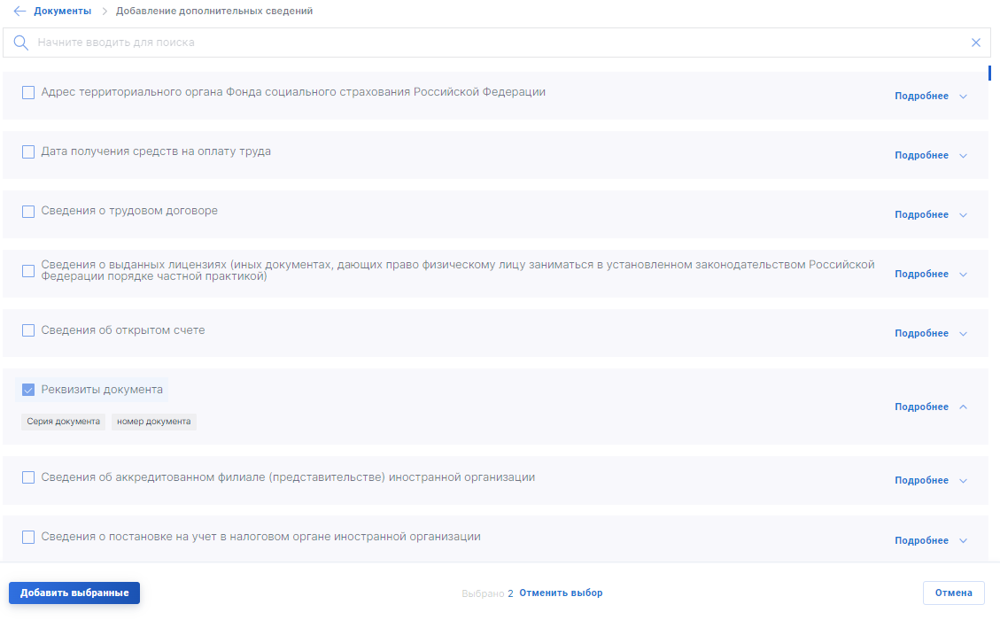 Документы > Добавление дополнительных сведений
Начните вводить для поиска
Адрес территориального органа Фонда социального страхования Российской Федерации
Подробнее
Дата получения средств на оплату труда
Подробнее
Сведения о трудовом договоре
Подробнее
Сведения о выданных лицензиях (иных документах, дающих право физическому лицу заниматься в установленном законодательством Российской
Федерации порядке частной практикой)
Подробнее
Сведения об открытом счете
Подробнее
Реквизиты документа
Подробнее
Серия документа номер документа
Сведения об аккредитованном филиале (представительстве) иностранной организации
Подробнее
Сведения о постановке на учет в налоговом органе иностранной организации
Подробнее
Добавить выбранные Выбрано 2 Отменить выбор Отмена